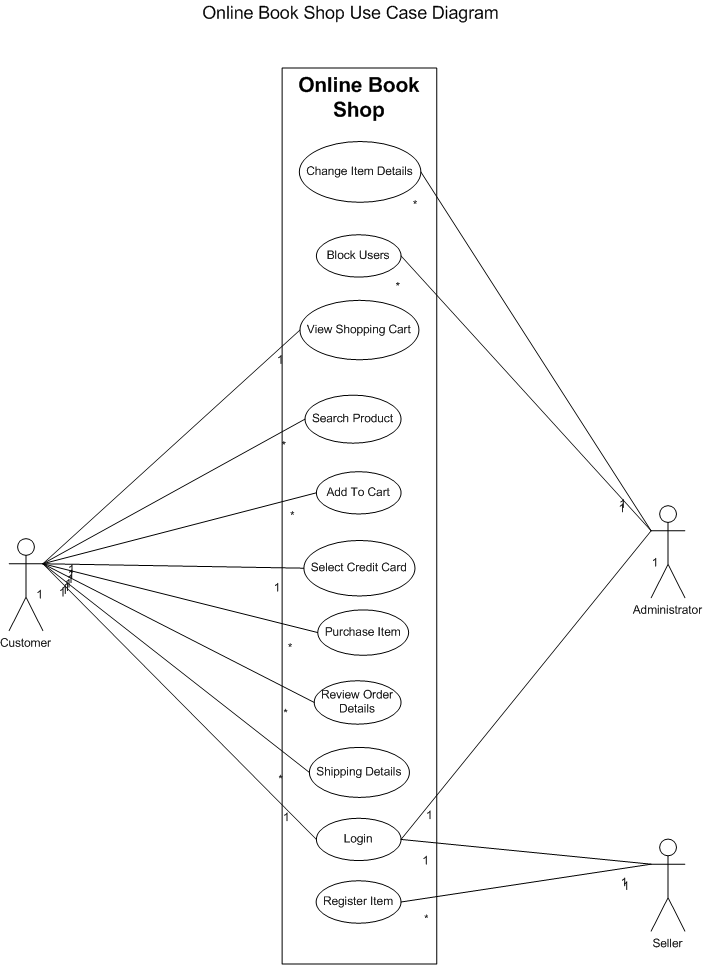 Online Book Shop Use Case Diagram
Online Book
Shop
Change Item Details
*
Block Users
*
View Shopping Cart
1
Search Product
*
Add To Cart
*
1
1
Select Credit Card
1
1
1
Customer
Administrator
Purchase Item
*
Review Order
Details
*
Shipping Details
*
1
1
Login
1
1
1
Register Item
*
Seller